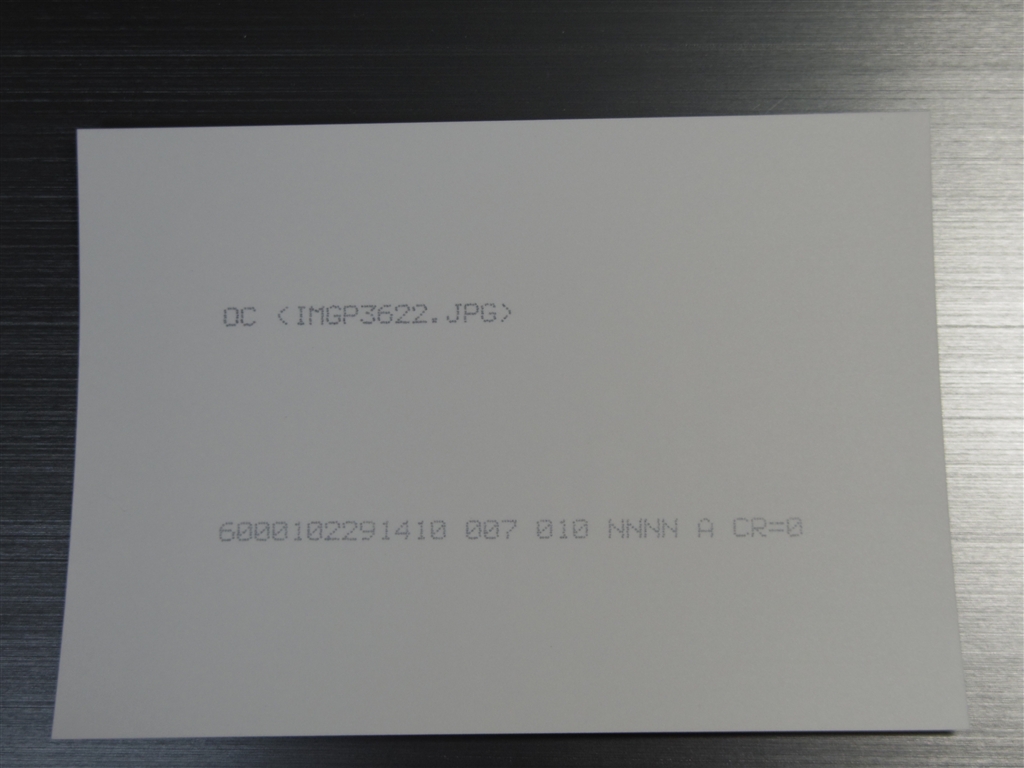 OC <IMGP3622.JPG>
6000102291410 007 010 NNNN A CR=0